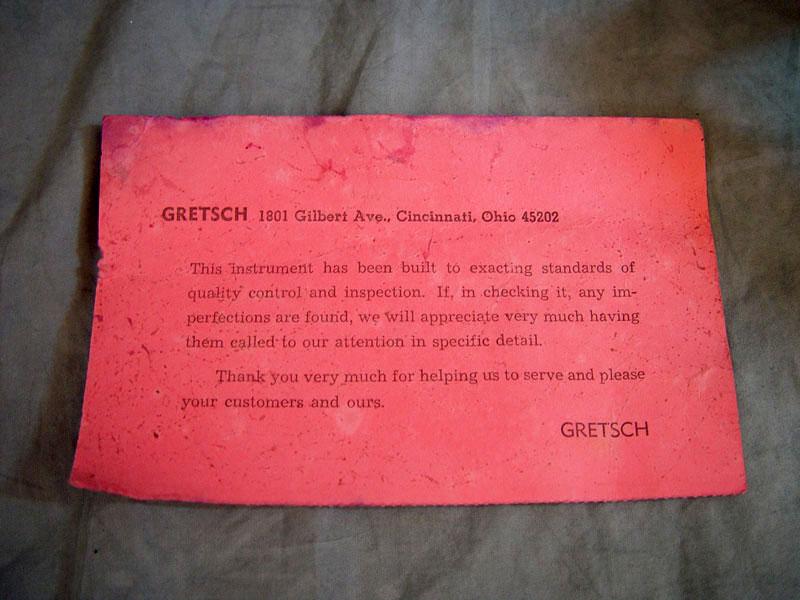 GRETSCH 1801 Gilbert Ave., Cincinnati, Ohio 45202
This instrument has been built to exacting standards of
quality control and inspection. If, in checking it, any im-
perfections are found, we will appreciate very much having
them called to our attention in specific detail.
Thank you very much for helping us to serve and please
your customers and ours.
GRETSCH